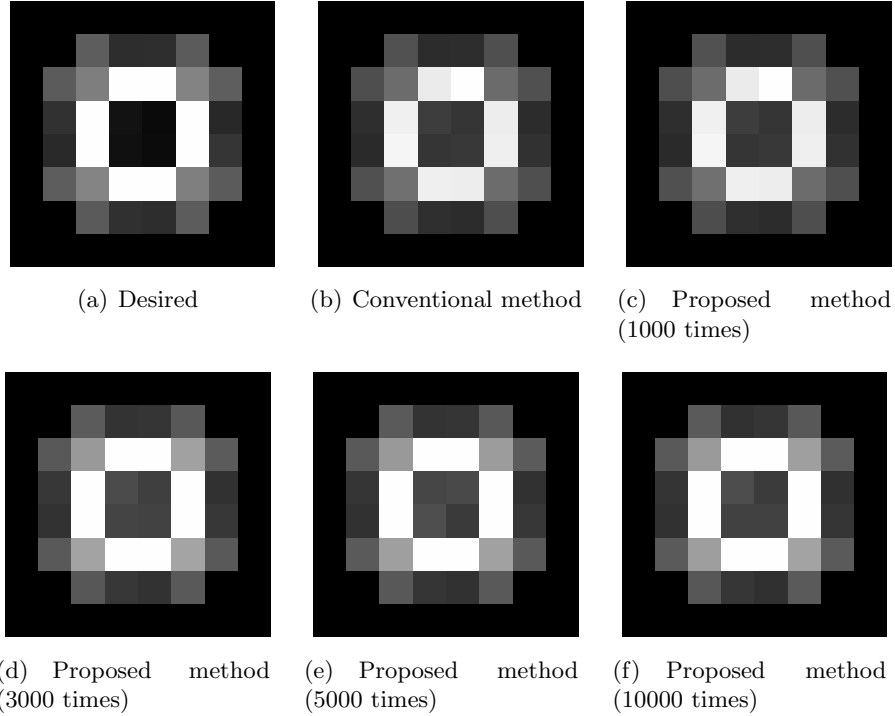 (a) Desired
(b) Conventional method
(c) Proposed method
(1000 times)
(d) Proposed method
(3000 times)
(e) Proposed method
(5000 times)
(f) Proposed method
(10000 times)